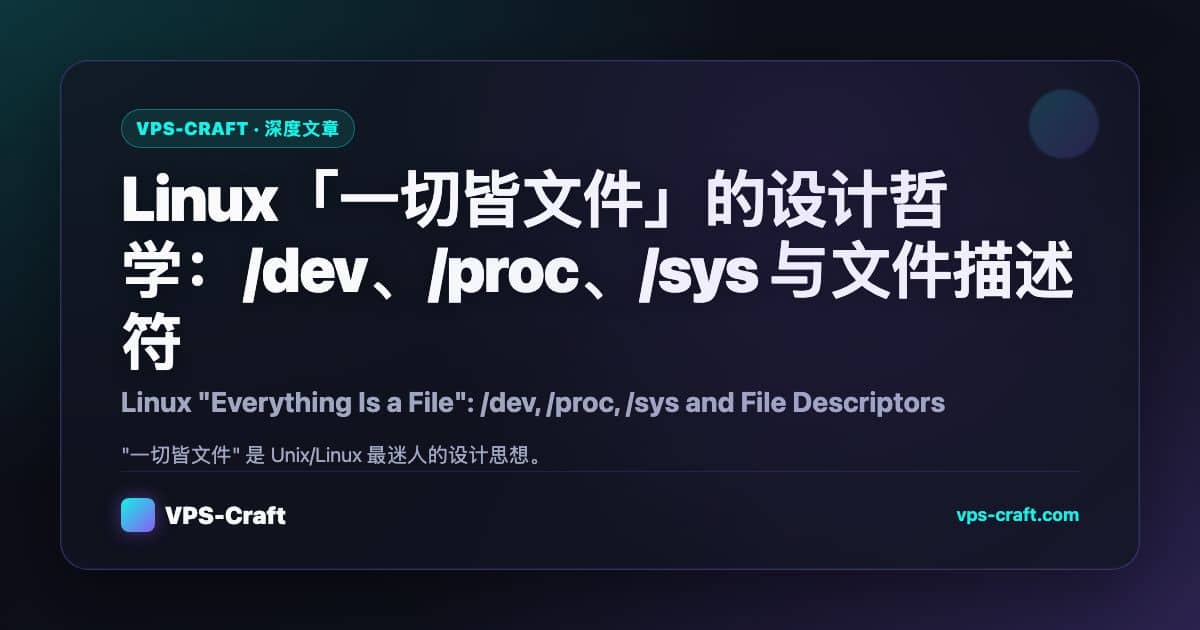 VPS-CRAFT · 深度文章
Linux「一切皆文件」的设计哲
学：/dev、/proc、/sys 与文件描述
符
Linux "Everything Is a File": /dev, /proc, /sys and File Descriptors
"一切皆文件" 是 Unix/Linux 最迷人的设计思想。
VPS-Craft
vps-craft.com